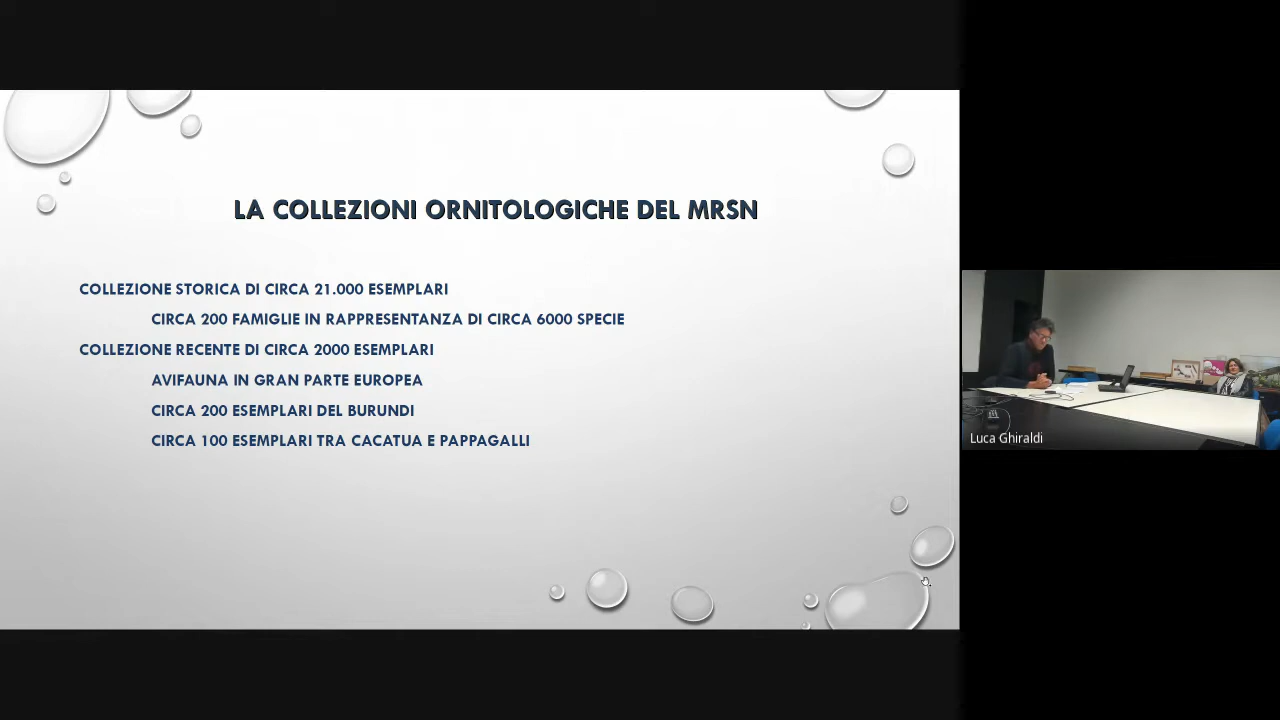 LA COLLEZIONI ORNITOLOGICHE DEL MRSN
COLLEZIONE STORICA DI CIRCA 21.000 ESEMPLARI
CIRCA 200 FAMIGLIE IN RAPPRESENTANZA DI CIRCA 6000 SPECIE
COLLEZIONE RECENTE DI CIRCA 2000 ESEMPLARI
AVIFAUNA IN GRAN PARTE EUROPEA
CIRCA 200 ESEMPLARI DEL BURUNDI
CIRCA 100 ESEMPLARI TRA CACATUA E PAPPAGALLI
Luca Ghiraldi